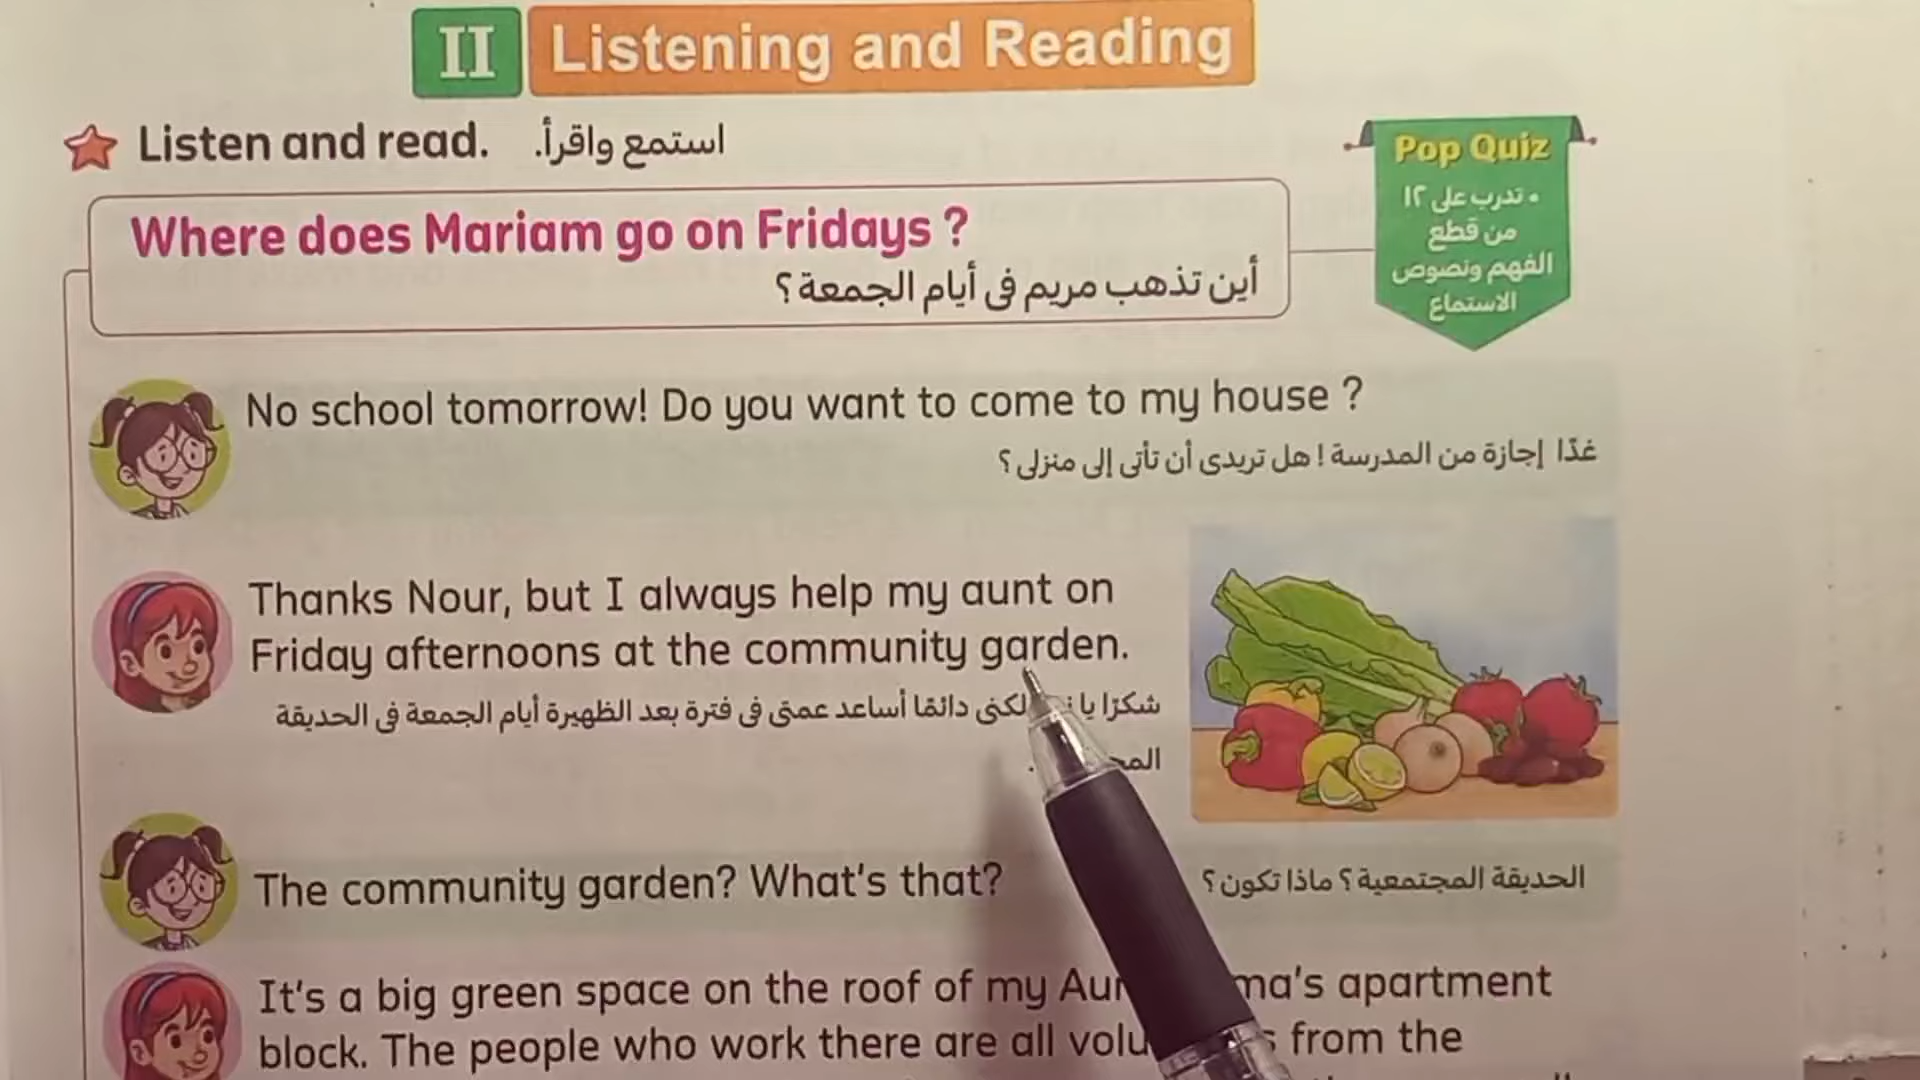 II Listening and Reading
Listen and read. استمع واقرأ.
Pop Quiz
• تدرب على ١٢
من قطع
الفهم ونصوص
الاستماع
Where does Mariam go on Fridays ?
أين تذهب مريم فى أيام الجمعة ؟
No school tomorrow! Do you want to come to my house ?
غدًا إجازة من المدرسة ! هل تريدى أن تأتى إلى منزلى ؟
Thanks Nour, but I always help my aunt on
Friday afternoons at the community garden.
شكرًا يا لكنى دائمًا أساعد عمتى فى فترة بعد الظهيرة أيام الجمعة فى الحديقة
The community garden? What's that?
الحديقة المجتمعية ؟ ماذا تكون ؟
It's a big green space on the roof of my apartment
block. The people who work there are all from the